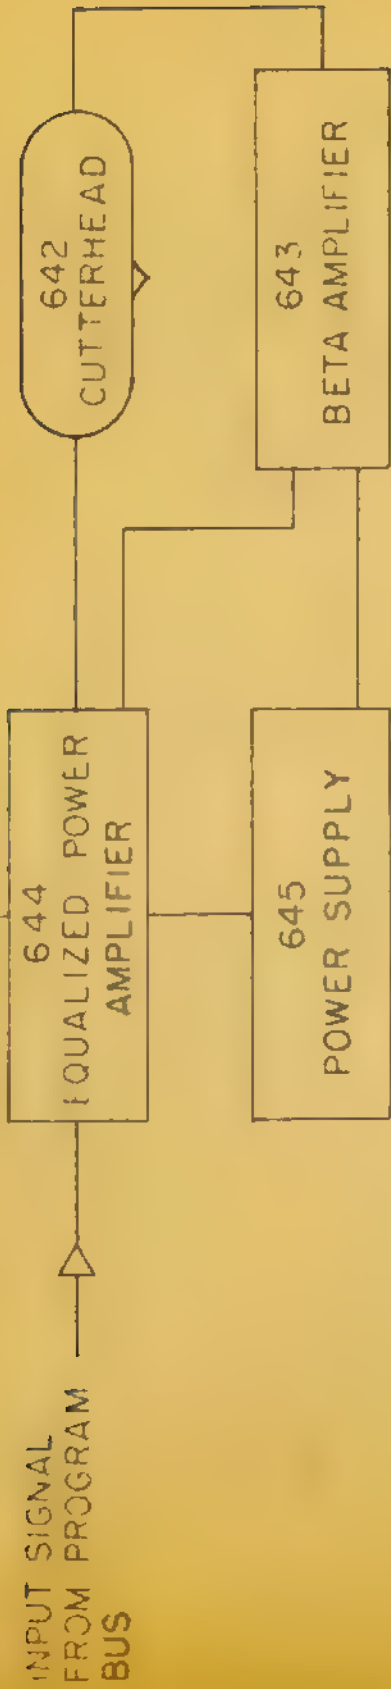 INPUT SIGNAL
FROM PROGRAM
BUS
644
EQUALIZED POWER
AMPLIFIER
642
CUTTERHEAD
645
POWER SUPPLY
643
BETA AMPLIFIER